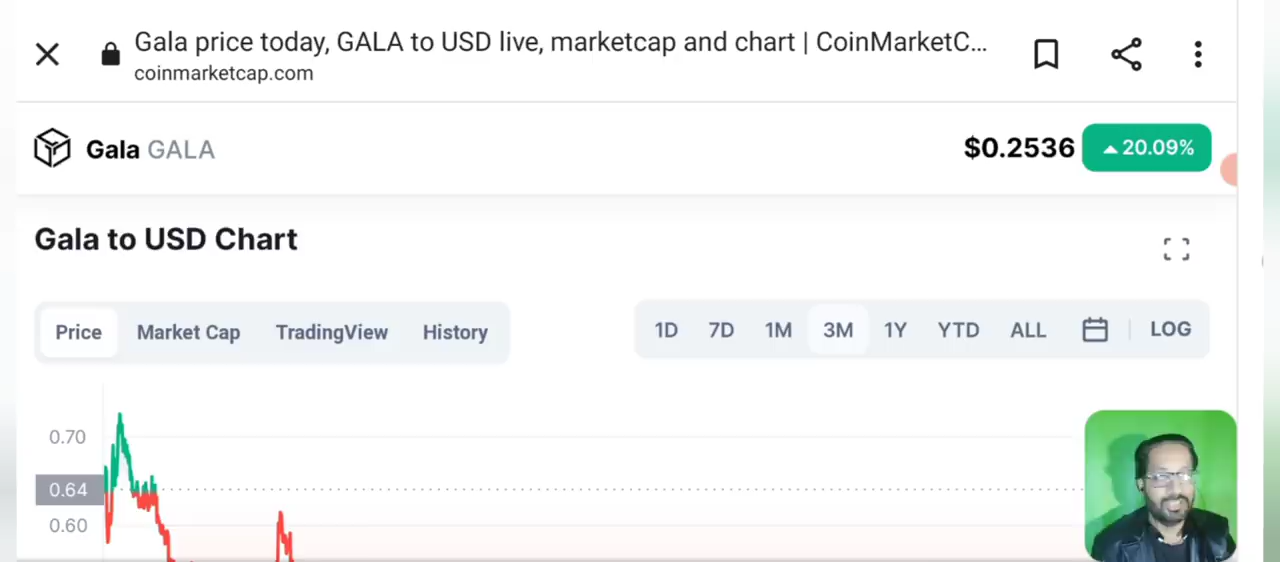 Gala price today, GALA to USD live, marketcap and chart | CoinMarketC...
coinmarketcap.com
Gala GALA
$0.2536 20.09%
Gala to USD Chart
Price Market Cap TradingView History
1D 7D 1M 3M 1Y YTD ALL LOG
0.70
0.64
0.60